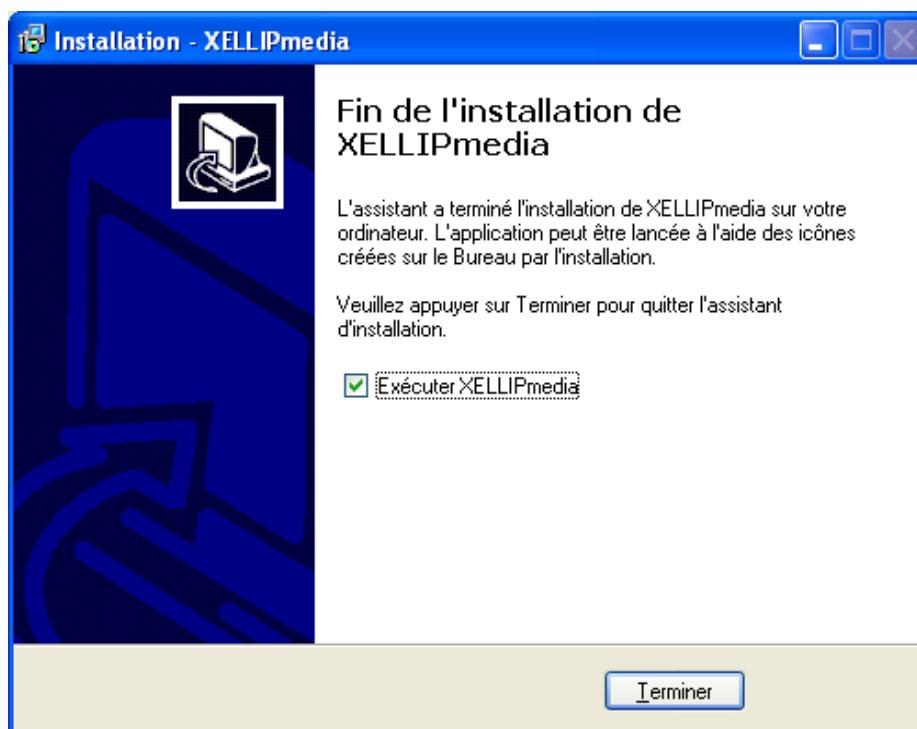 Installation - XELLIPmedia
Fin de l'installation de
XELLIPmedia
L'assistant a terminé l'installation de XELLIPmedia sur votre
ordinateur. L'application peut être lancée à l'aide des icônes
créées sur le Bureau par l'installation.
Veuillez appuyer sur Terminer pour quitter l'assistant
d'installation.
Exécuter XELLIPmedia
Terminer